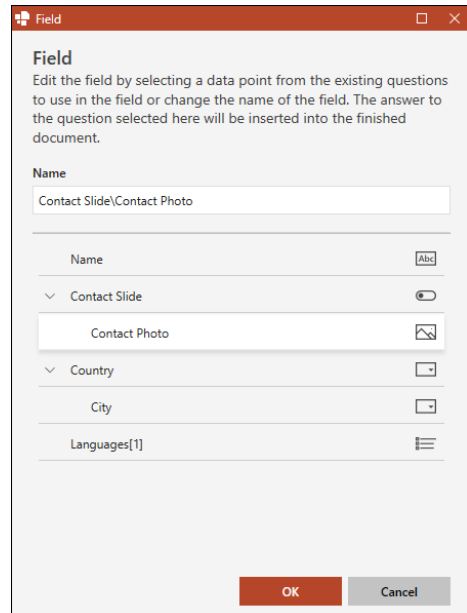 Field
Field
Edit the field by selecting a data point from the existing questions
to use in the field or change the name of the field. The answer to
the question selected here will be inserted into the finished
document.
Name
Contact Slide\Contact Photo
Name
Abc
Contact Slide
Contact Photo
Country
City
Languages[1]
OK
Cancel